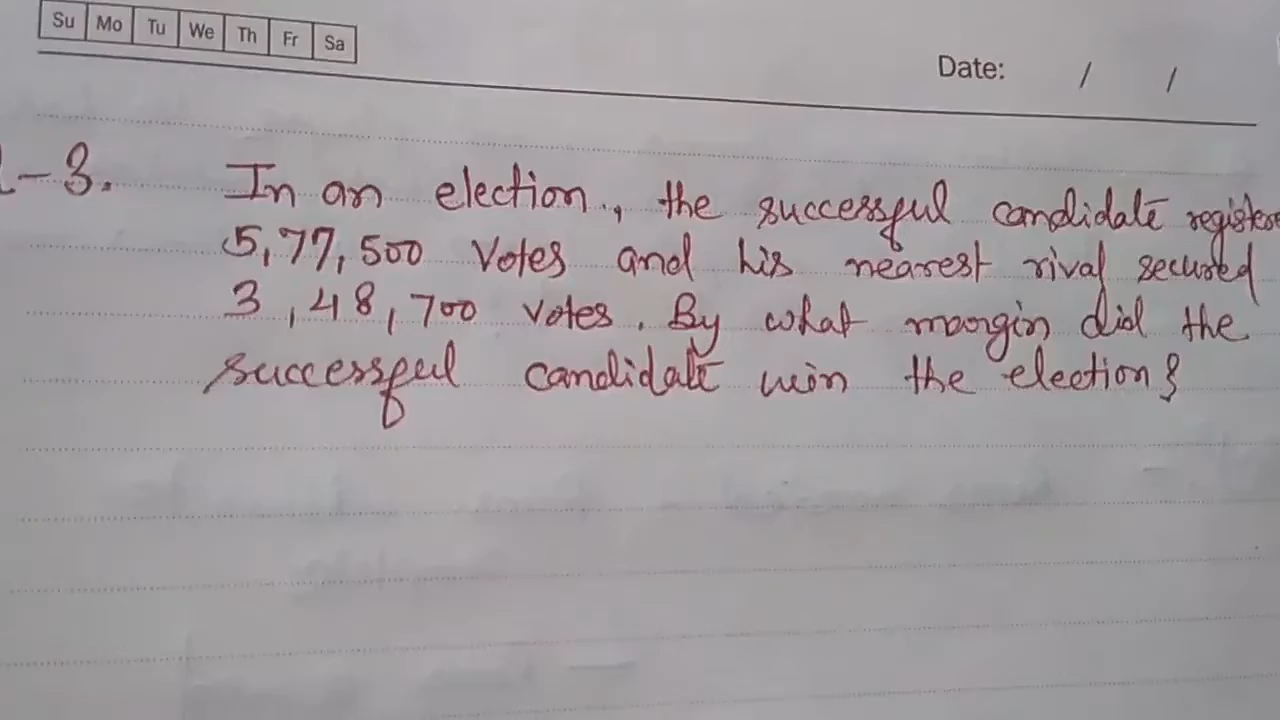 Su Mo Tu We Th Fr Sa
Date: / /
-3. In an election, the successful candidate
5,77,500 Votes and his nearest rival secured
3,48,700 votes. By what margin did the
successful candidate win the election?